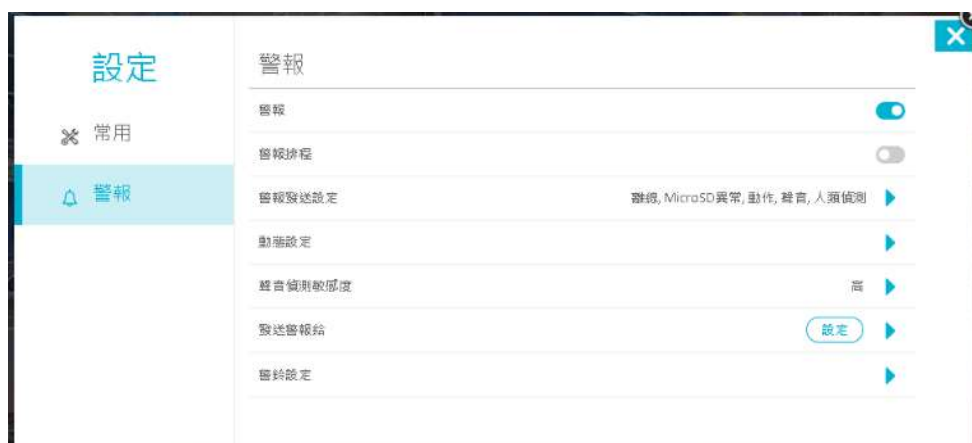 設定
常用
警報
警報
警報
警報排程
警報發送設定 離線, MicroSD異常, 動作, 聲音, 人類偵測
動態設定
聲音偵測敏感度 高
發送警報給 設定
警鈴設定